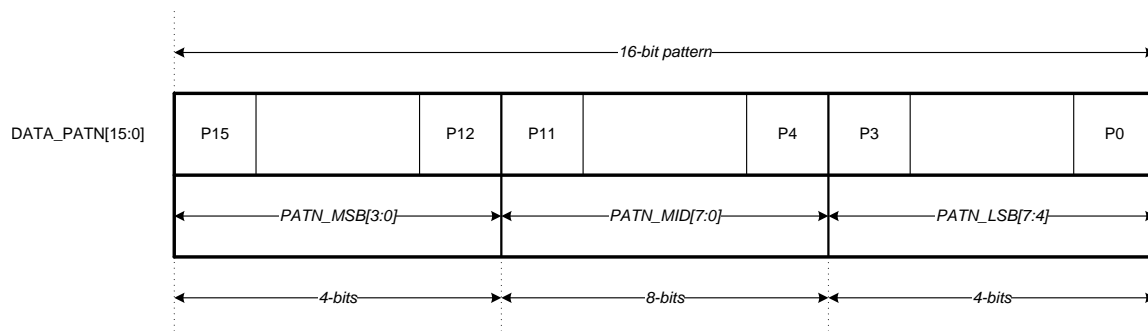 16-bit pattern
DATA_PATN[15:0] P15 P12 P11 P4 P3 P0
PATN_MSB[3:0] PATN_MID[7:0] PATN_LSB[7:4]
4-bits 8-bits 4-bits